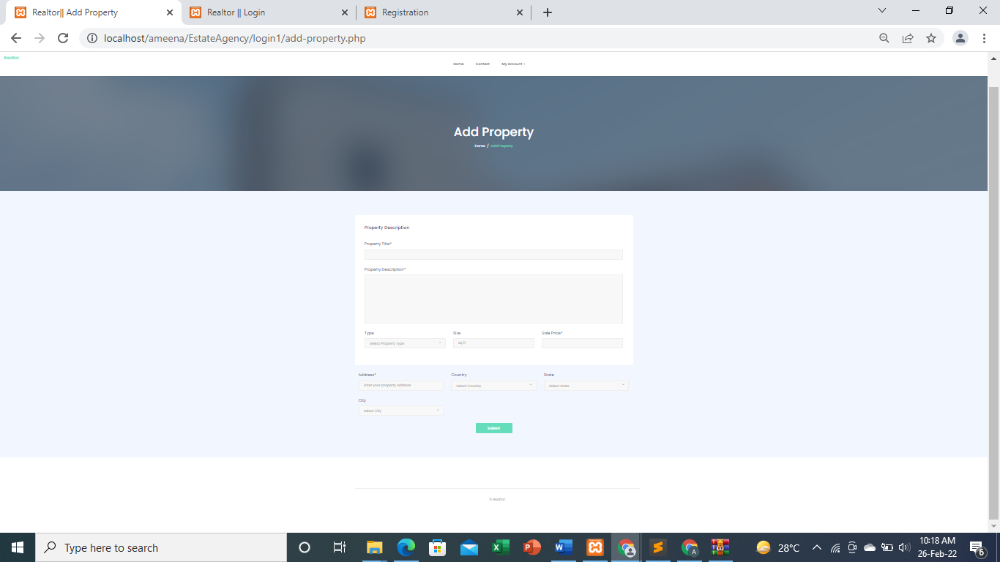 Realtor|| Add Property
Realtor || Login
Registration
localhost/ameena/EstateAgency/login1/add-property.php
Realtor
Home Contact My Account
Add Property
Home / Add Property
Property Description
Property Title*
Property Description*
Type Size Sale Price*
Select Property Type sq ft
Address* Country State
Enter your property address Select Country Select State
City
Select City
SUBMIT
© Realtor
Type here to search
28°C
10:18 AM
26-Feb-22
6